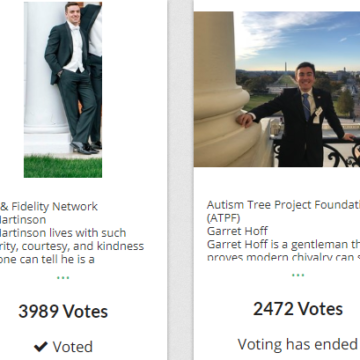 & Fidelity Network
Martinson
Martinson lives with such
rity, courtesy, and kindness
one can tell he is a
...
3989 Votes
✔ Voted
Autism Tree Project Foundati
(ATPF)
Garret Hoff
Garret Hoff is a gentleman th
proves modern chivalry can s
...
2472 Votes
Voting has ended